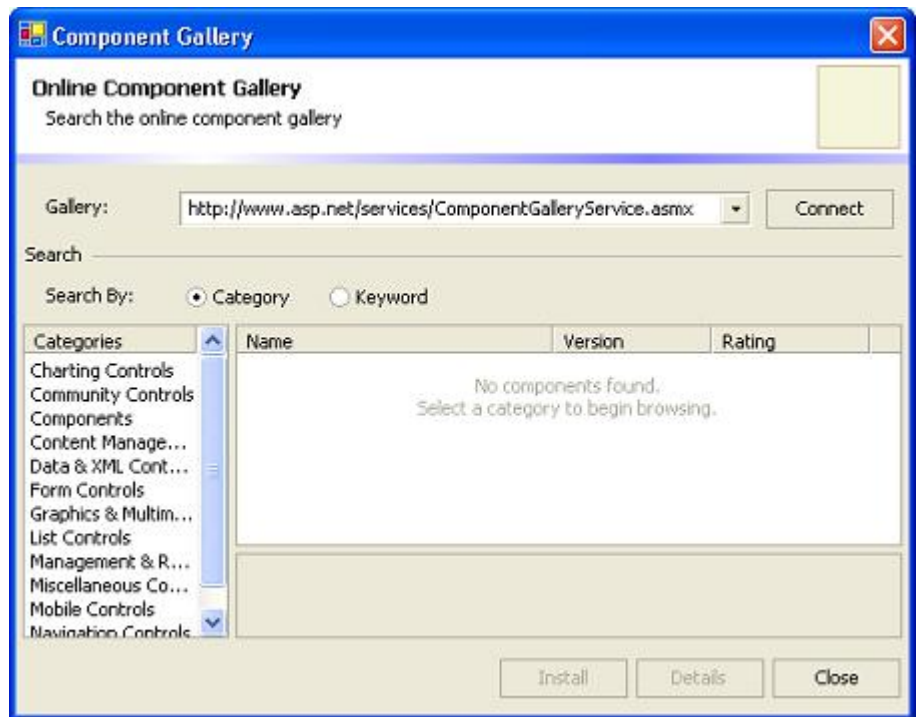 Component Gallery
Online Component Gallery
Search the online component gallery
Gallery: http://www.asp.net/services/ComponentGalleryService.asmx Connect
Search
Search By: Category Keyword
Categories Name Version Rating
Charting Controls
Community Controls
Components
Content Manage...
Data & XML Cont...
Form Controls
Graphics & Multim...
List Controls
Management & R...
Miscellaneous Co...
Mobile Controls
Navigation Controls
No components found.
Select a category to begin browsing.
Install Details Close